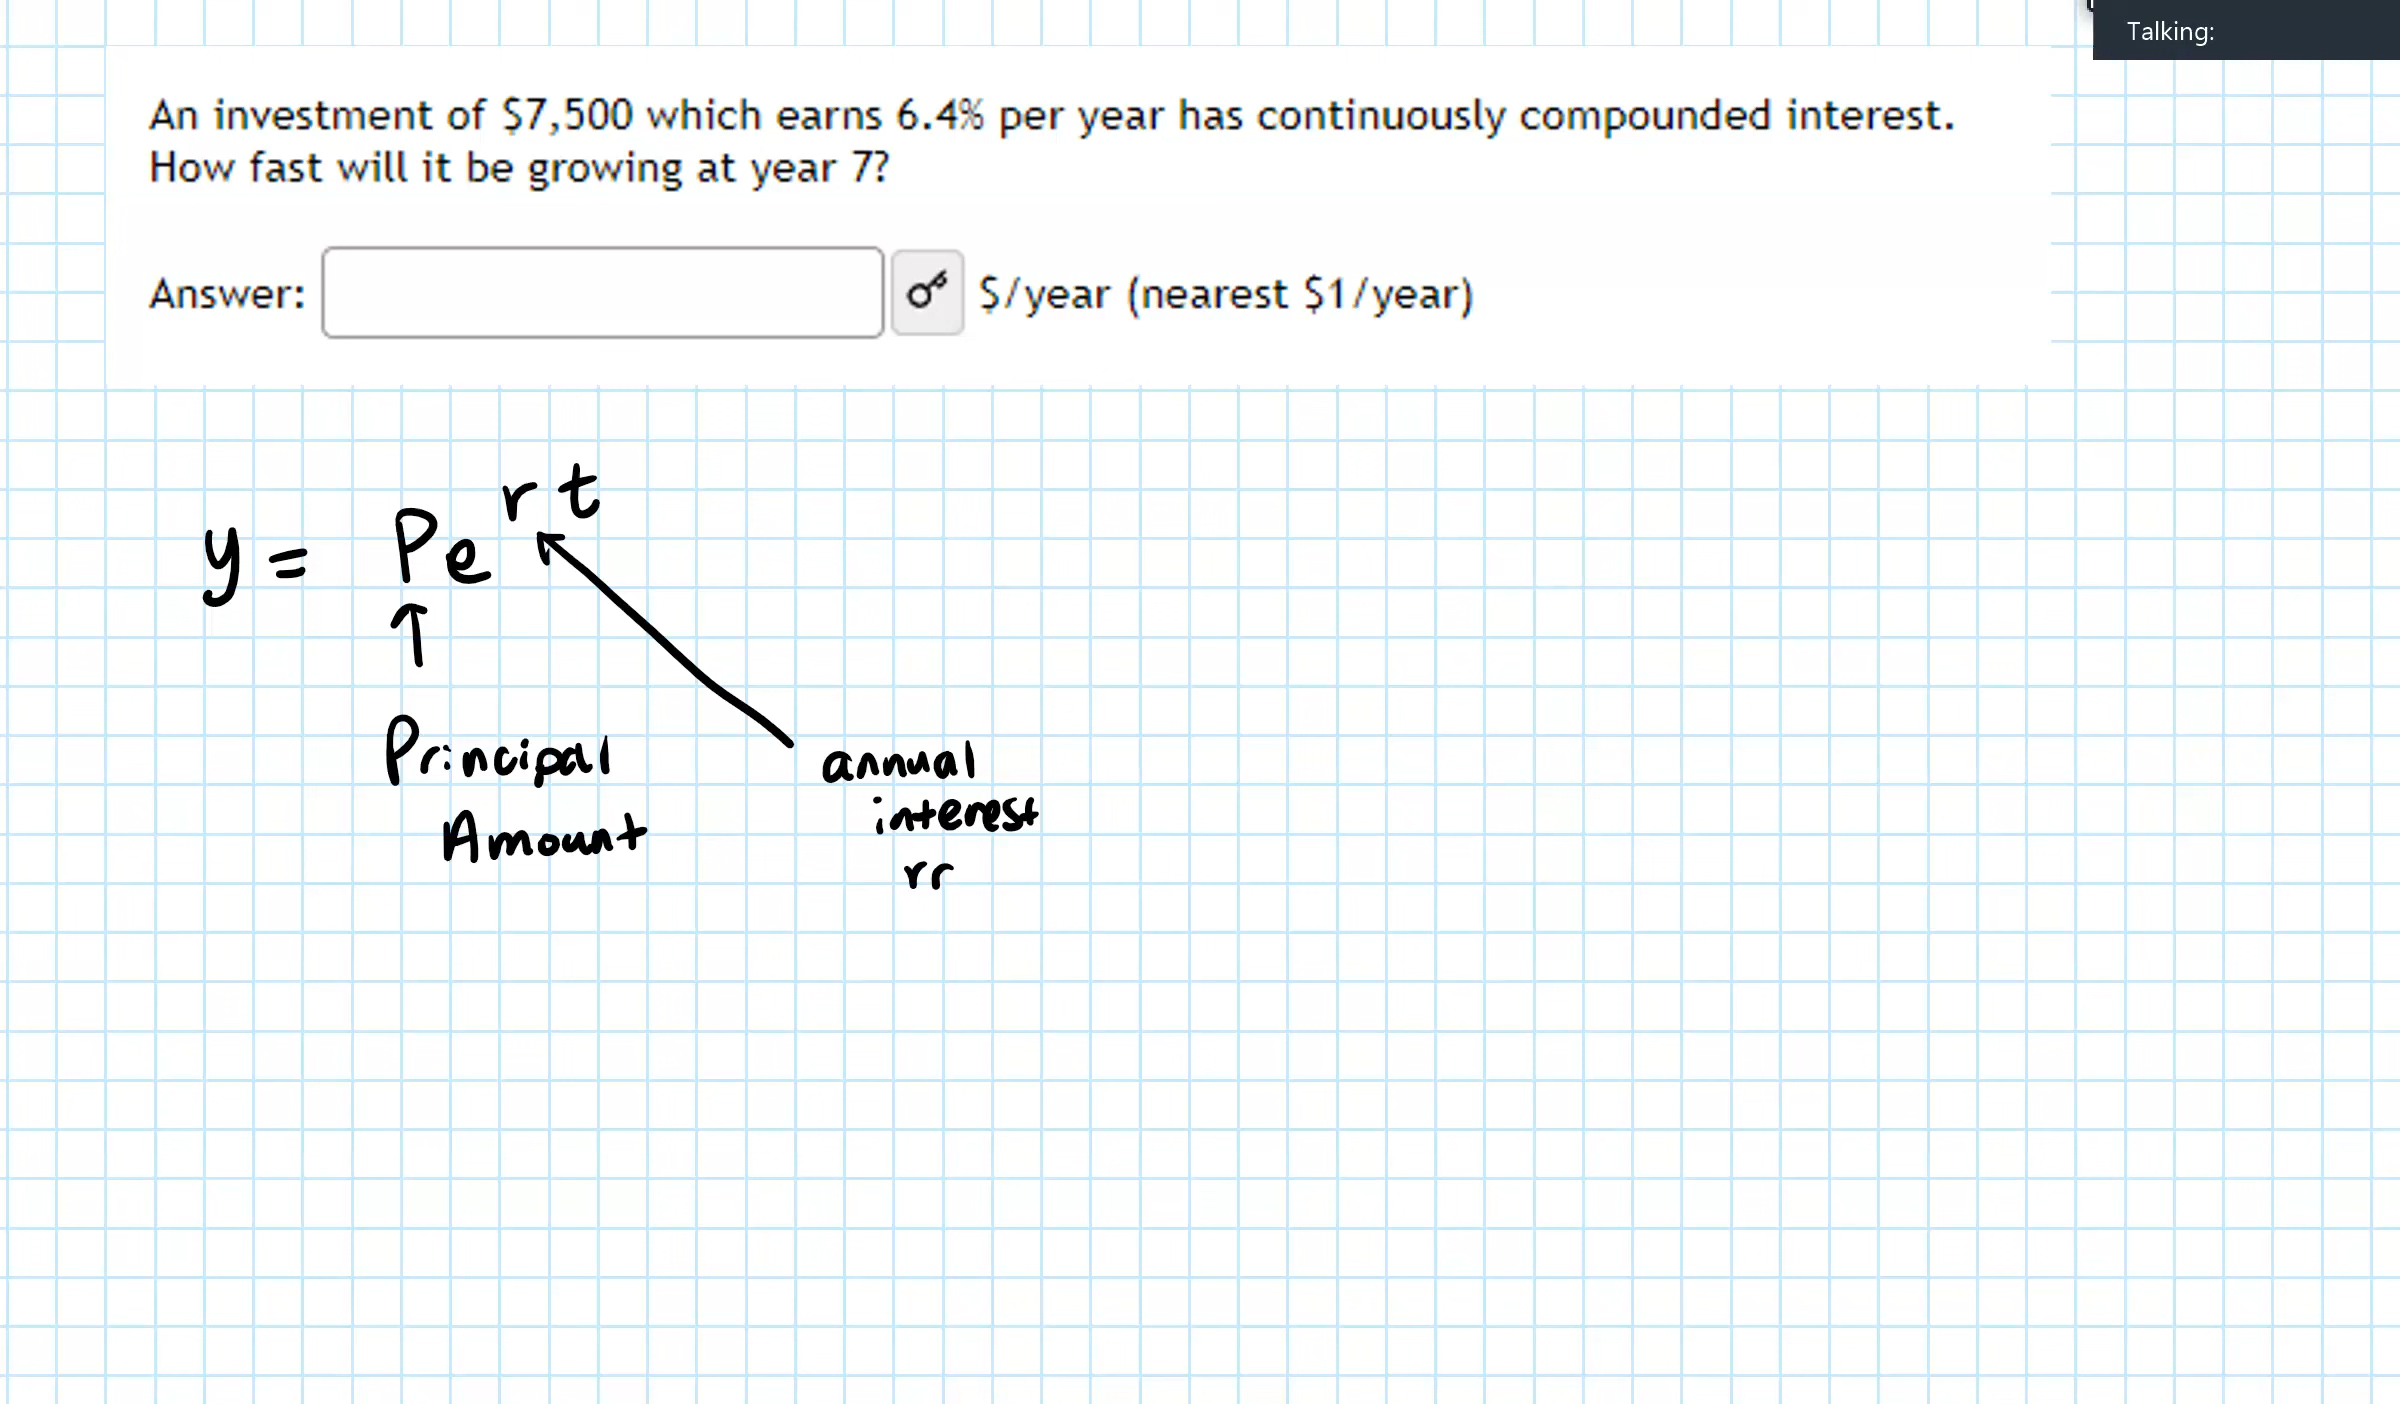 Talking:
An investment of $7,500 which earns 6.4% per year has continuously compounded interest.
How fast will it be growing at year 7?
Answer: $/year (nearest $1/year)
y = Pe^rt
↑
Principal
Amount
annual
interest
rr